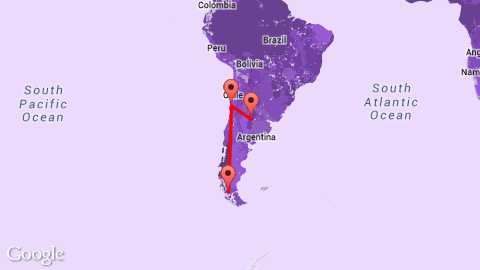 Colombia
Peru
Brazil
Bolivia
Chile
Argentina
South
Pacific
Ocean
South
Atlantic
Ocean
Ang
Nam
Google